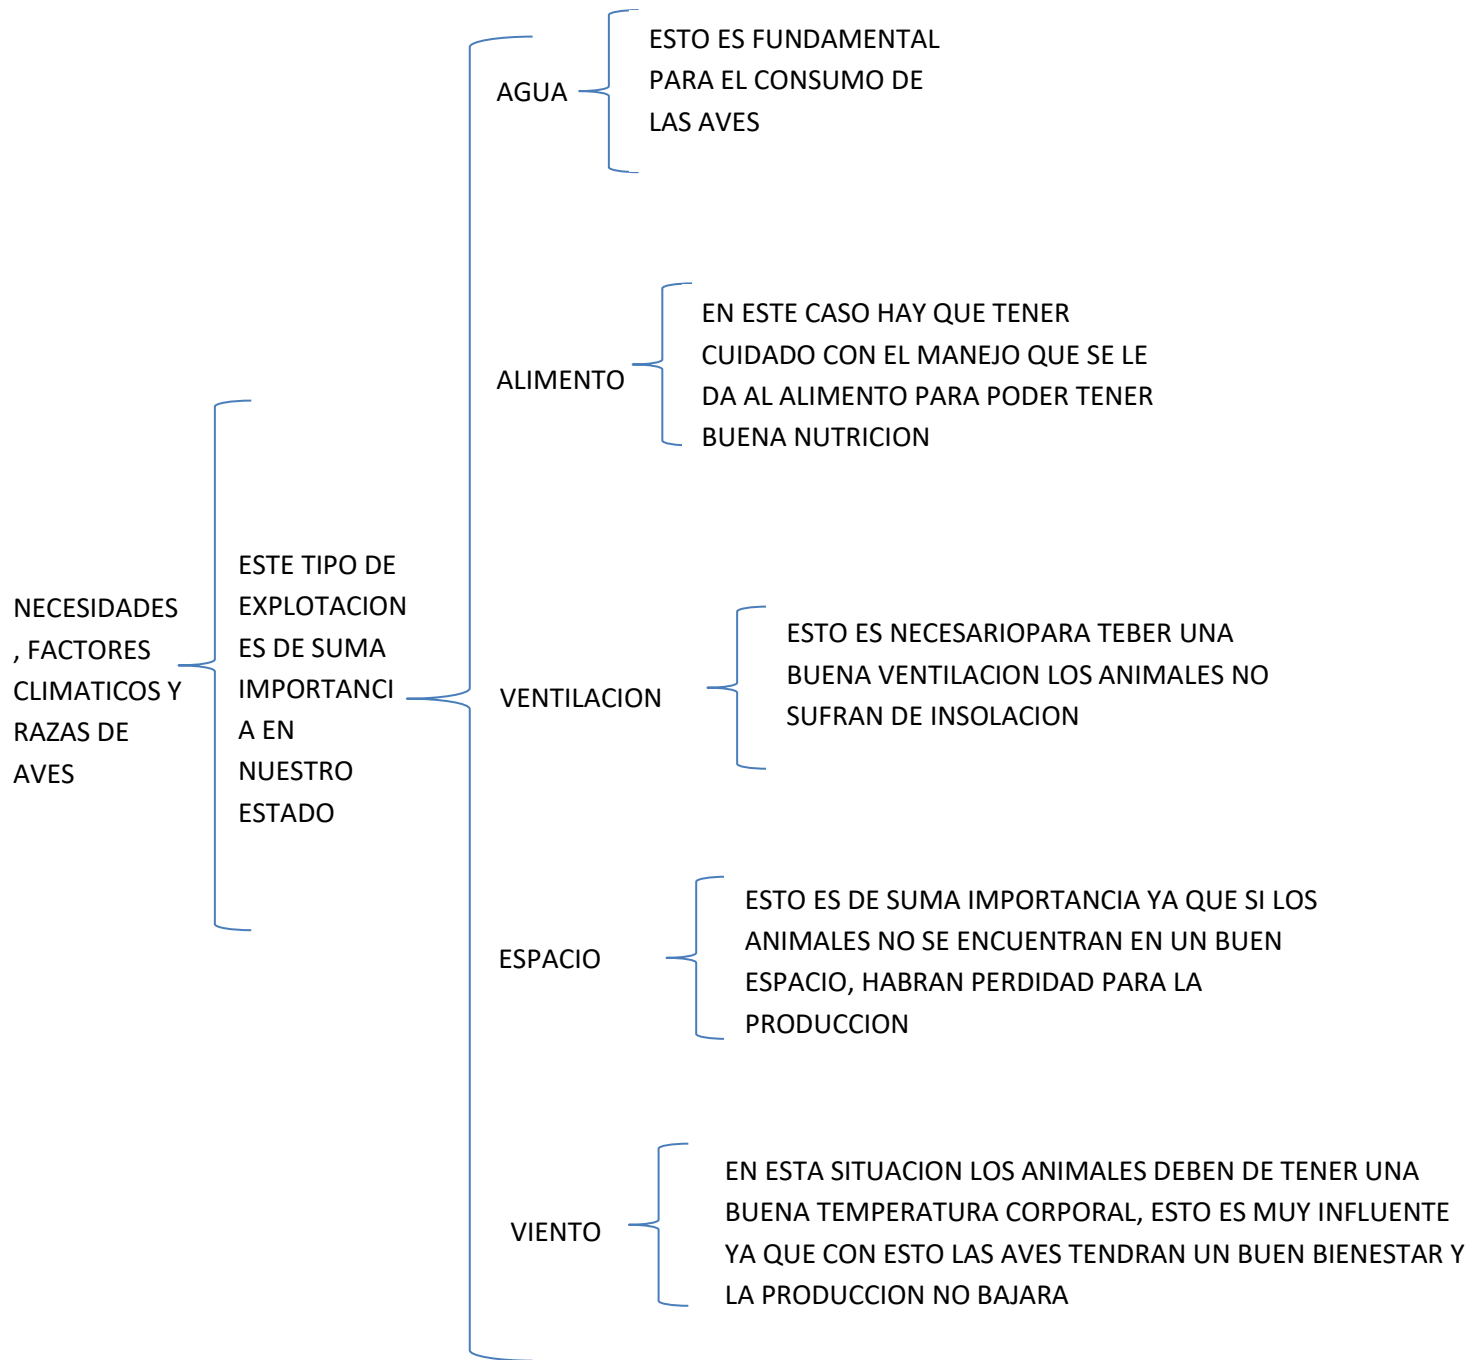 NECESIDADES
, FACTORES
CLIMATICOS Y
RAZAS DE
AVES
ESTE TIPO DE
EXPLOTACION
ES DE SUMA
IMPORTANCI
A EN
NUESTRO
ESTADO
AGUA
ESTO ES FUNDAMENTAL
PARA EL CONSUMO DE
LAS AVES
ALIMENTO
EN ESTE CASO HAY QUE TENER
CUIDADO CON EL MANEJO QUE SE LE
DA AL ALIMENTO PARA PODER TENER
BUENA NUTRICION
VENTILACION
ESTO ES NECESARIOPARA TEBER UNA
BUENA VENTILACION LOS ANIMALES NO
SUFRAN DE INSOLACION
ESPACIO
ESTO ES DE SUMA IMPORTANCIA YA QUE SI LOS
ANIMALES NO SE ENCUENTRAN EN UN BUEN
ESPACIO, HABRAN PERDIDAD PARA LA
PRODUCCION
VIENTO
EN ESTA SITUACION LOS ANIMALES DEBEN DE TENER UNA
BUENA TEMPERATURA CORPORAL, ESTO ES MUY INFLUENTE
YA QUE CON ESTO LAS AVES TENDRAN UN BUEN BIENESTAR Y
LA PRODUCCION NO BAJARA